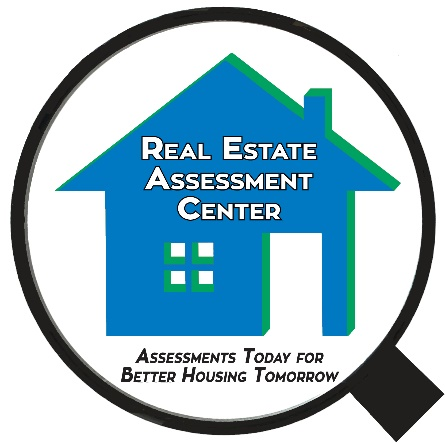 Real Estate
Assessment
Center
Assessments Today for
Better Housing Tomorrow